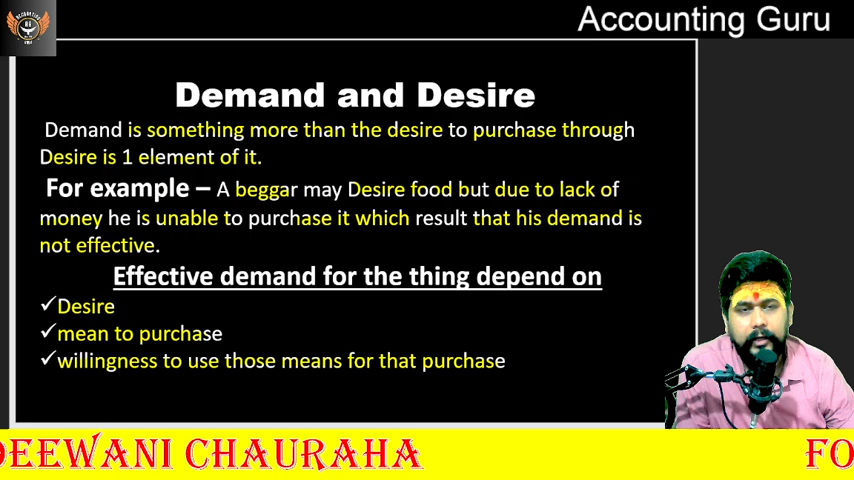 Accounting Guru
Demand and Desire
Demand is something more than the desire to purchase through
Desire is 1 element of it.
For example – A beggar may Desire food but due to lack of
money he is unable to purchase it which result that his demand is
not effective.
Effective demand for the thing depend on
✓Desire
✓mean to purchase
✓willingness to use those means for that purchase
DEEWANI CHAURAHA FO